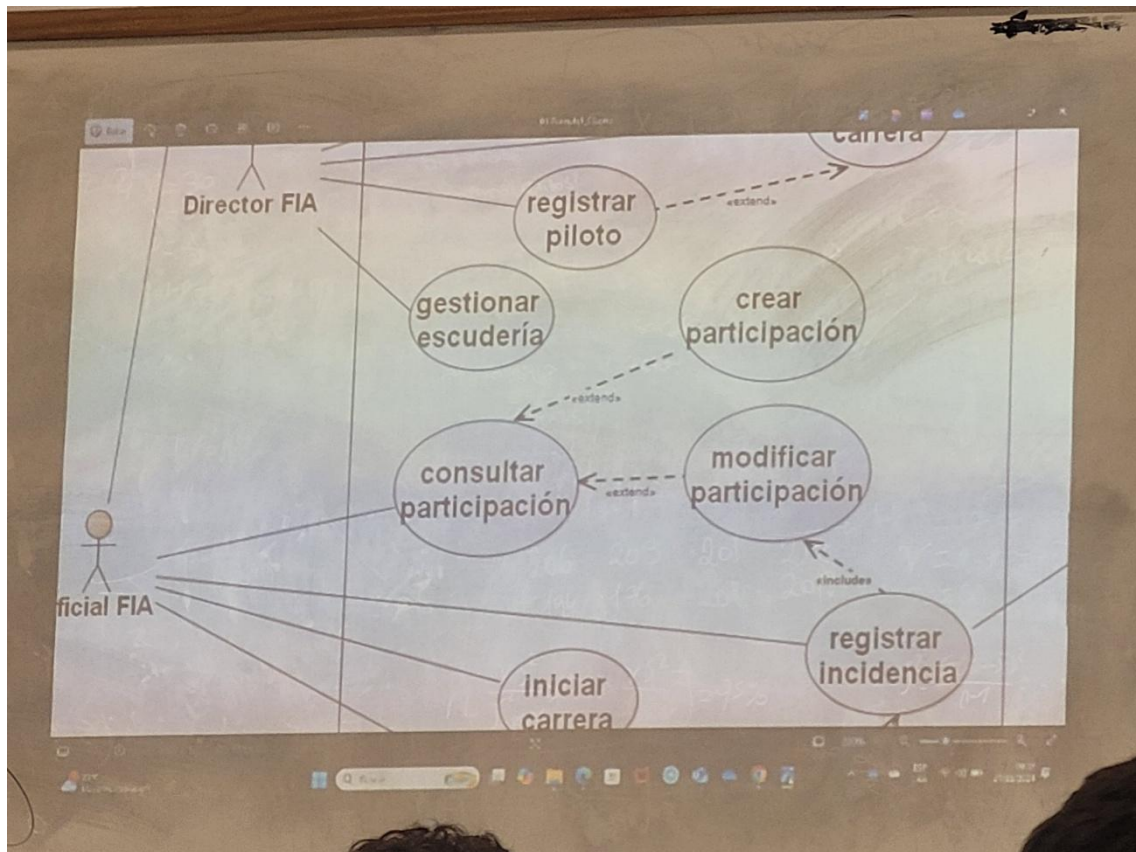 carrera
Director FIA
registrar
piloto
«extend»
gestionar
escudería
crear
participación
«extend»
consultar
participación
modificar
participación
«extend»
«include»
ficial FIA
registrar
incidencia
iniciar
carrera